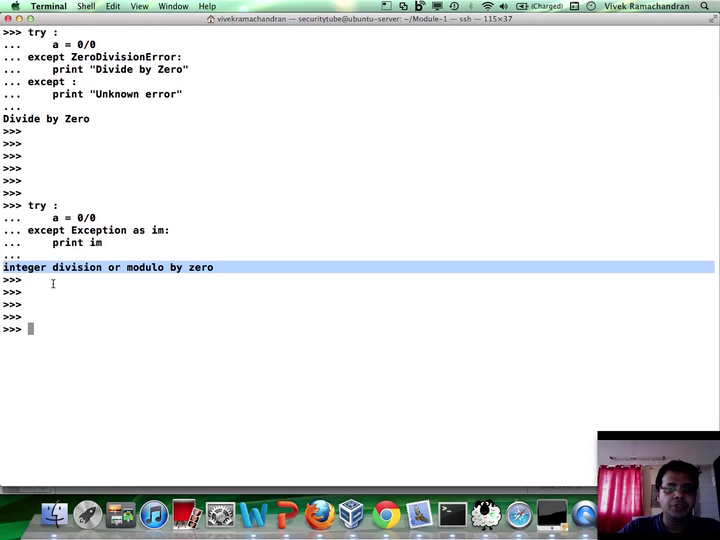 Terminal Shell Edit View Window Help (Charged) Vivek Ramachandran
vivekramachandran — securitytube@ubuntu-server: ~/Module-1 — ssh — 115×37
>>> try :
...     a = 0/0
... except ZeroDivisionError:
...     print "Divide by Zero"
... except :
...     print "Unknown error"
...
Divide by Zero
>>>
>>>
>>>
>>>
>>>
>>>
>>> try :
...     a = 0/0
... except Exception as im:
...     print im
...
integer division or modulo by zero
>>>
>>>
>>>
>>>
>>>